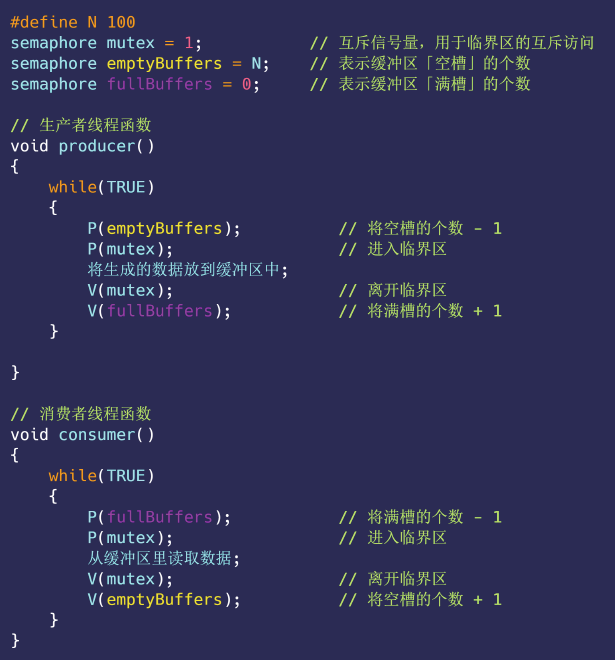 #define N 100
semaphore mutex = 1;           // 互斥信号量，用于临界区的互斥访问
semaphore emptyBuffers = N;    // 表示缓冲区「空槽」的个数
semaphore fullBuffers = 0;     // 表示缓冲区「满槽」的个数

// 生产者线程函数
void producer()
{
    while(TRUE)
    {
        P(emptyBuffers);          // 将空槽的个数 - 1
        P(mutex);                 // 进入临界区
        将生成的数据放到缓冲区中;
        V(mutex);                 // 离开临界区
        V(fullBuffers);           // 将满槽的个数 + 1
    }

}

// 消费者线程函数
void consumer()
{
    while(TRUE)
    {
        P(fullBuffers);           // 将满槽的个数 - 1
        P(mutex);                 // 进入临界区
        从缓冲区里读取数据;
        V(mutex);                 // 离开临界区
        V(emptyBuffers);          // 将空槽的个数 + 1
    }
}